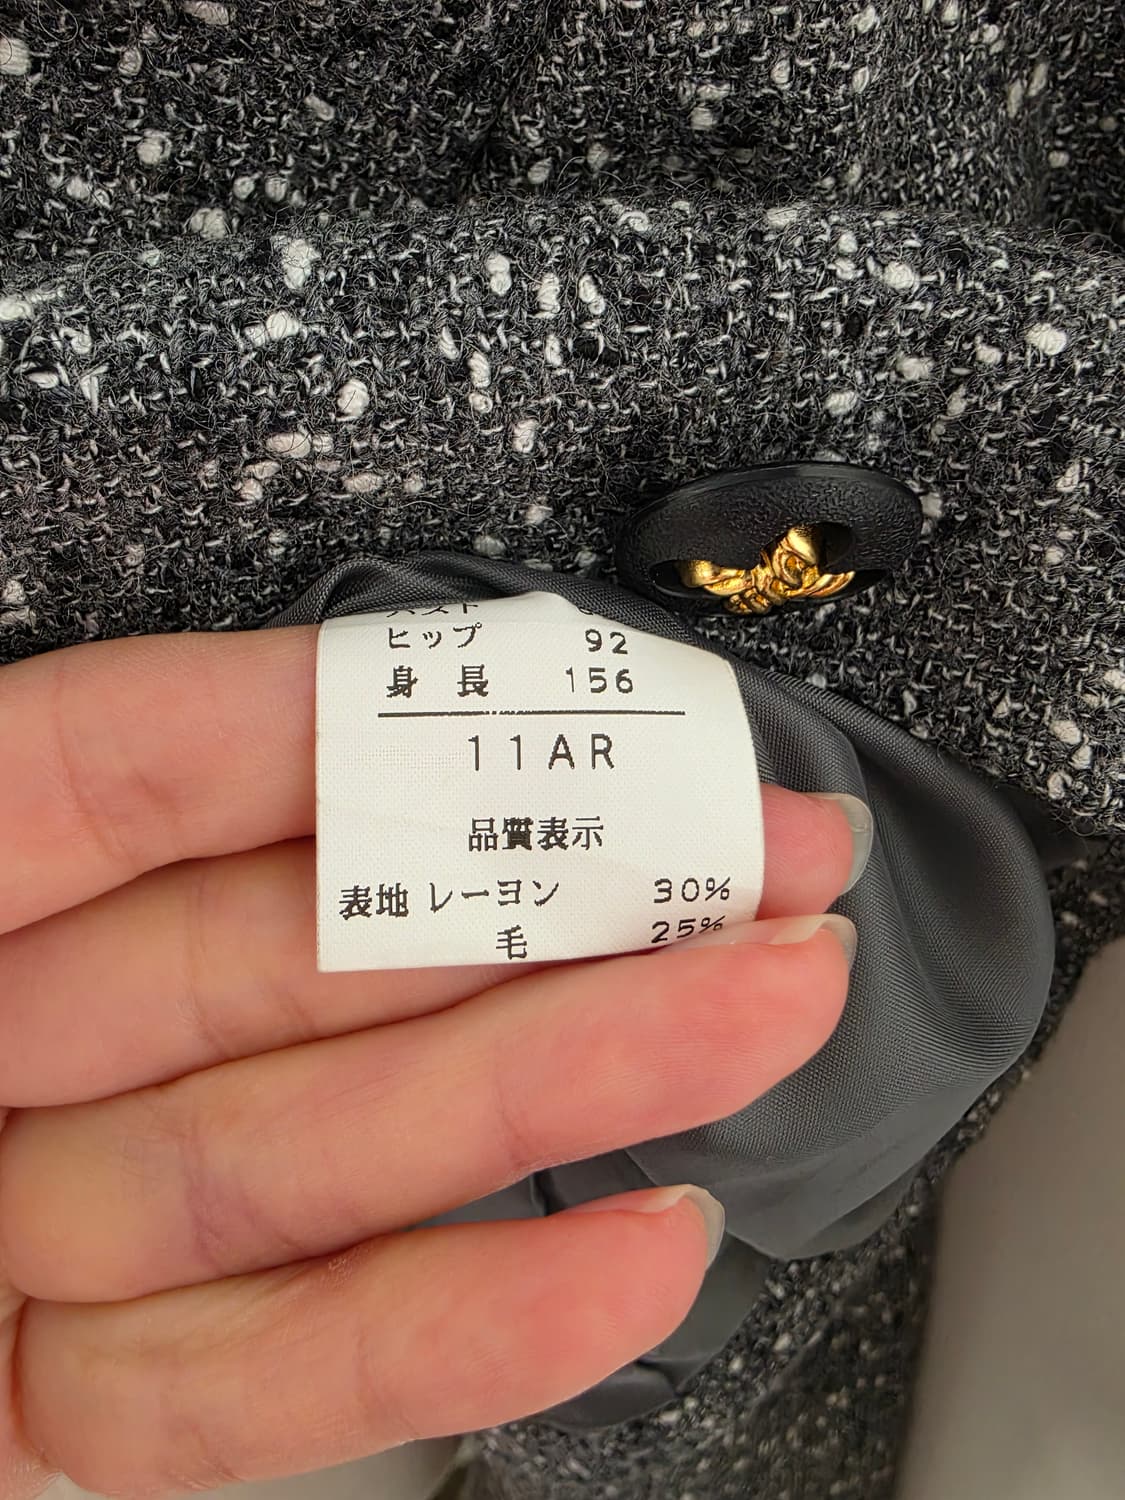 ヒップ 92
身長 156
11AR
品質表示
表地 レーヨン 30%
毛 25%